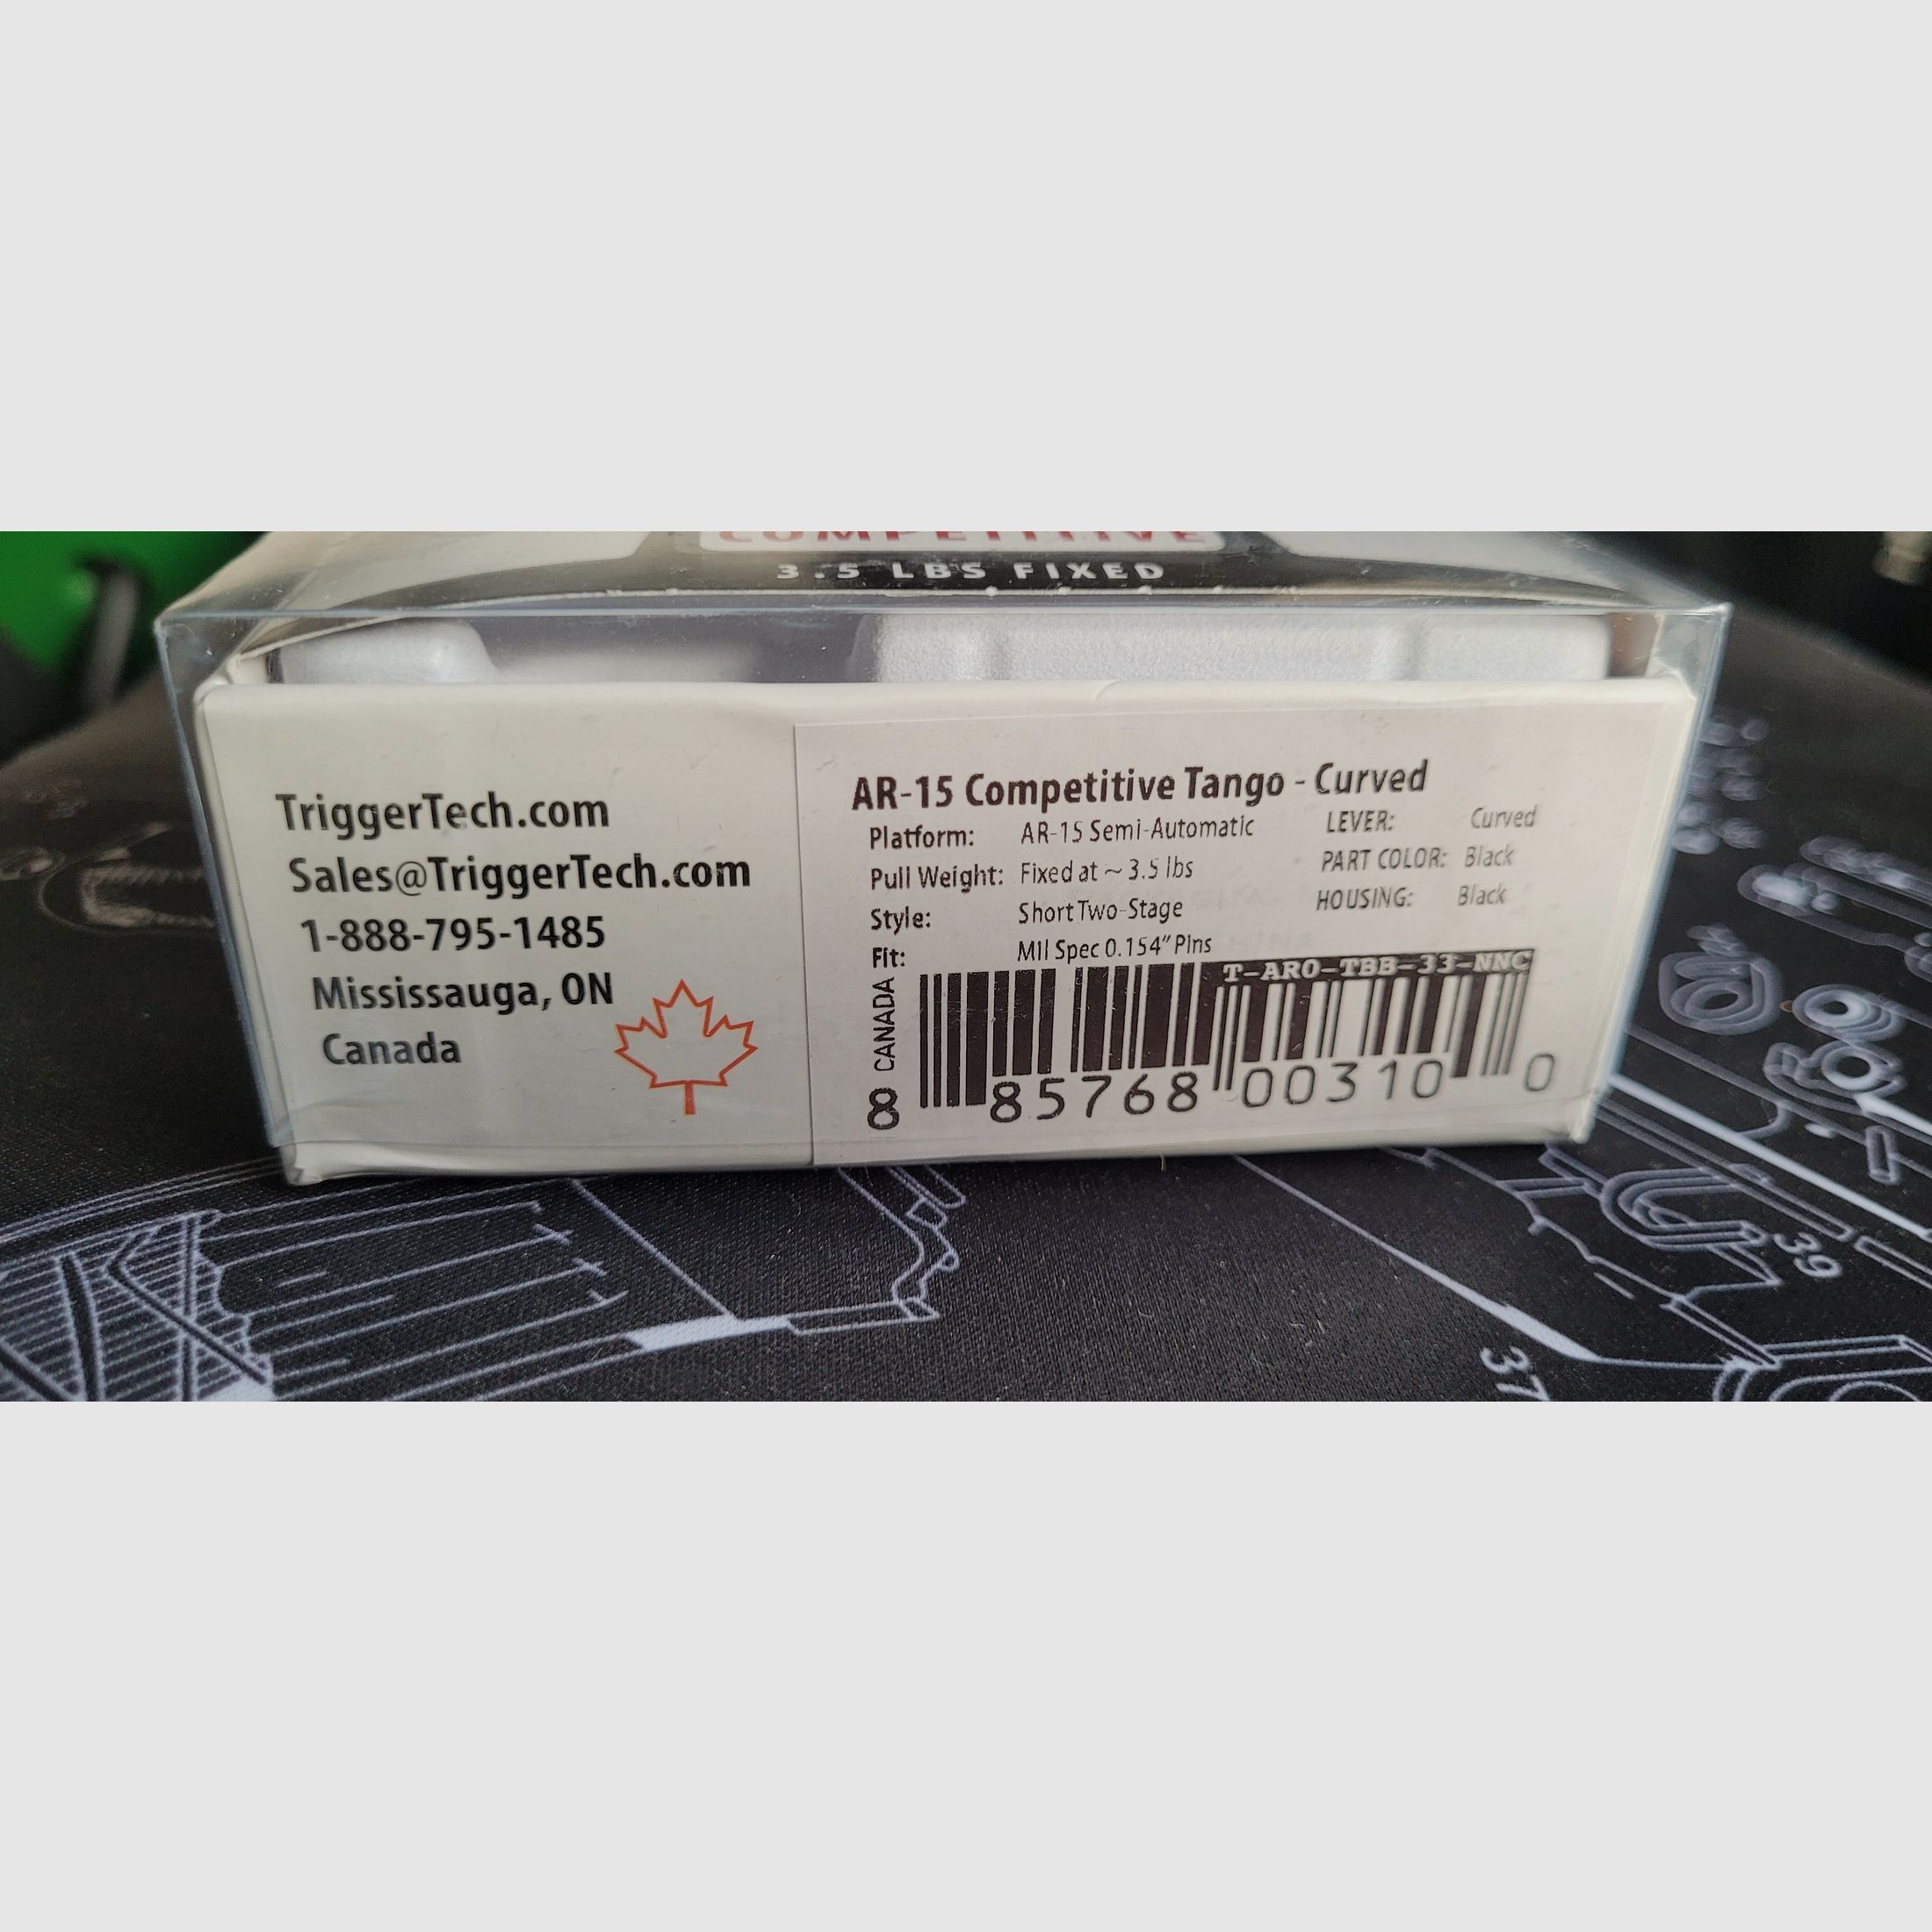 COMPETITIVE
3.5 LBS FIXED
TriggerTech.com
Sales@TriggerTech.com
1-888-795-1485
Mississauga, ON
Canada
AR-15 Competitive Tango - Curved
Platform: AR-15 Semi-Automatic
Pull Weight: Fixed at ~ 3.5 lbs
Style: Short Two-Stage
Fit: Mil Spec 0.154" Pins
LEVER: Curved
PART COLOR: Black
HOUSING: Black
T-ARO-TBB-33-NNC
CANADA
8 85768 00310 0
39
37